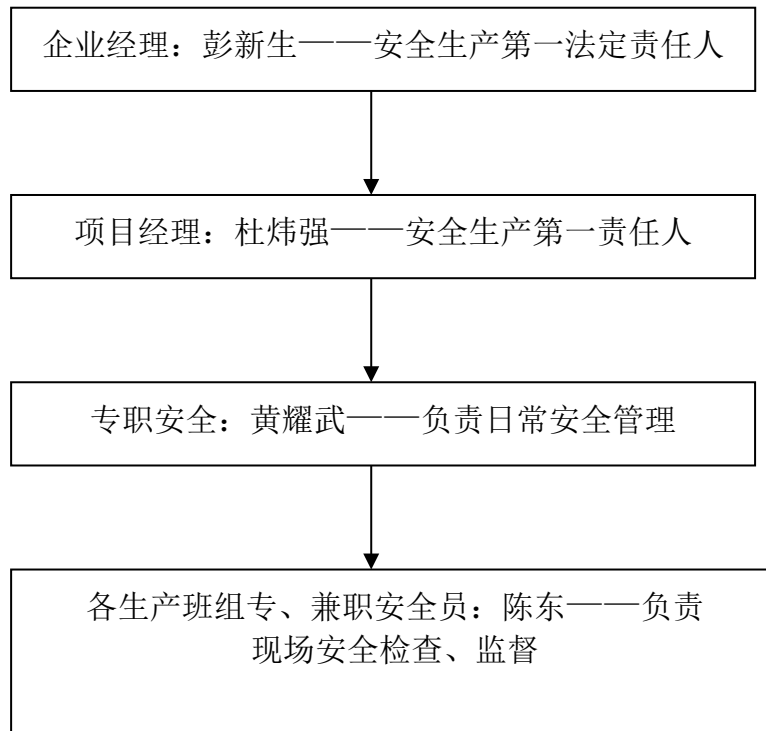 企业经理：彭新生——安全生产第一法定责任人
项目经理：杜炜强——安全生产第一责任人
专职安全：黄耀武——负责日常安全管理
各生产班组专、兼职安全员：陈东——负责
现场安全检查、监督